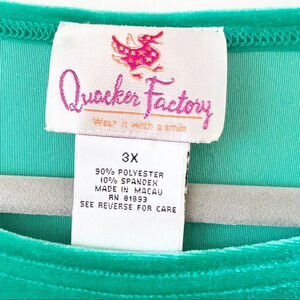 Quacker Factory
Wear it with a smile
3X
90% POLYESTER
10% SPANDEX
MADE IN MACAU
RN 81893
SEE REVERSE FOR CARE